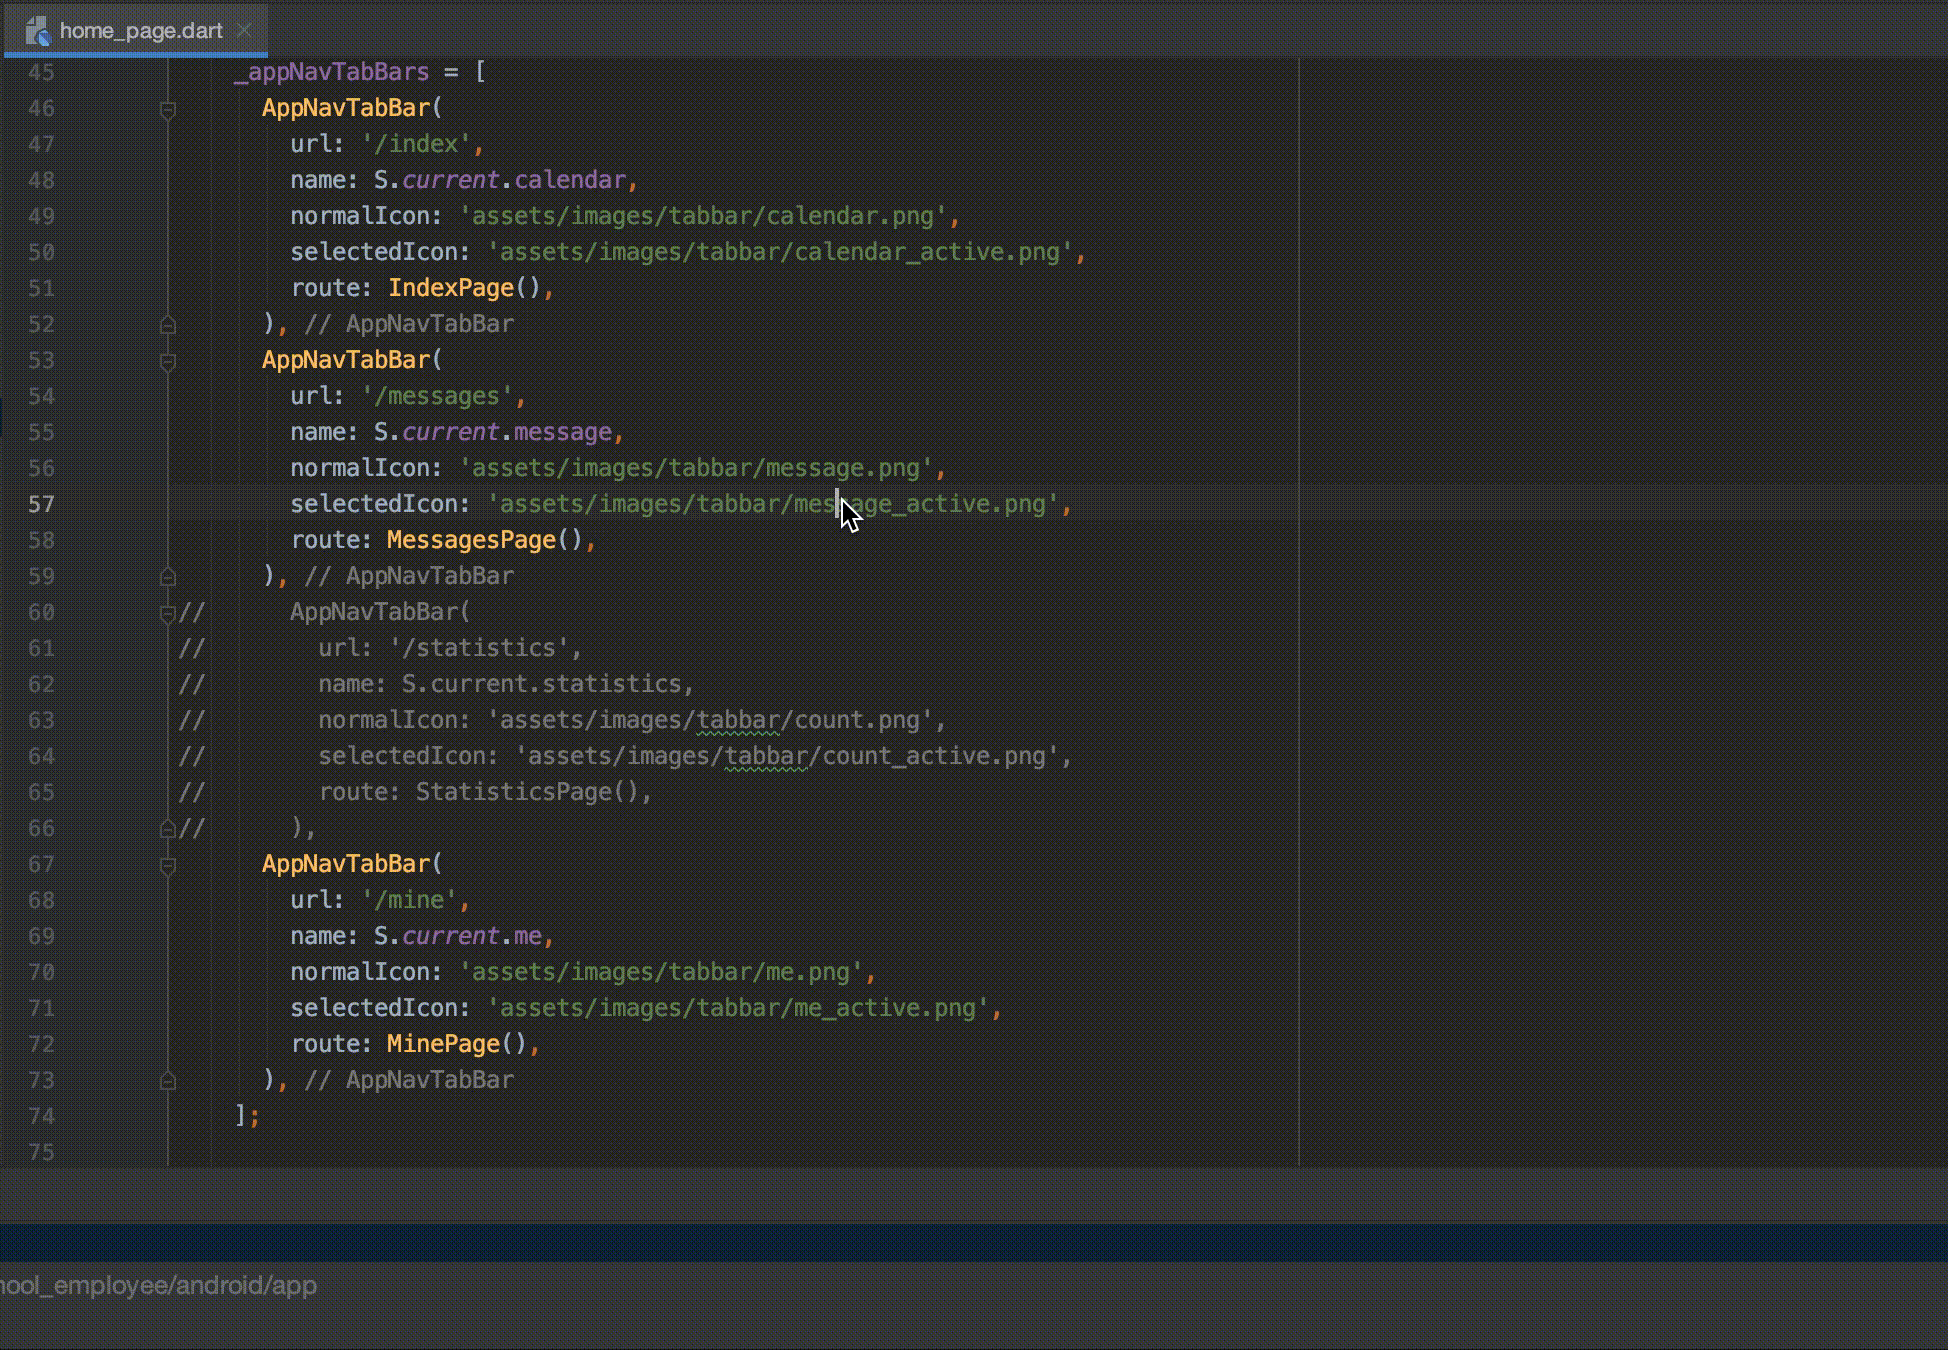 home_page.dart
45 _appNavTabBars = [
46 AppNavTabBar(
47 url: '/index',
48 name: S.current.calendar,
49 normalIcon: 'assets/images/tabbar/calendar.png',
50 selectedIcon: 'assets/images/tabbar/calendar_active.png',
51 route: IndexPage(),
52 ), // AppNavTabBar
53 AppNavTabBar(
54 url: '/messages',
55 name: S.current.message,
56 normalIcon: 'assets/images/tabbar/message.png',
57 selectedIcon: 'assets/images/tabbar/message_active.png',
58 route: MessagesPage(),
59 ), // AppNavTabBar
60 // AppNavTabBar(
61 // url: '/statistics',
62 // name: S.current.statistics,
63 // normalIcon: 'assets/images/tabbar/count.png',
64 // selectedIcon: 'assets/images/tabbar/count_active.png',
65 // route: StatisticsPage(),
66 // ),
67 AppNavTabBar(
68 url: '/mine',
69 name: S.current.me,
70 normalIcon: 'assets/images/tabbar/me.png',
71 selectedIcon: 'assets/images/tabbar/me_active.png',
72 route: MinePage(),
73 ), // AppNavTabBar
74 ];
75
hool_employee/android/app